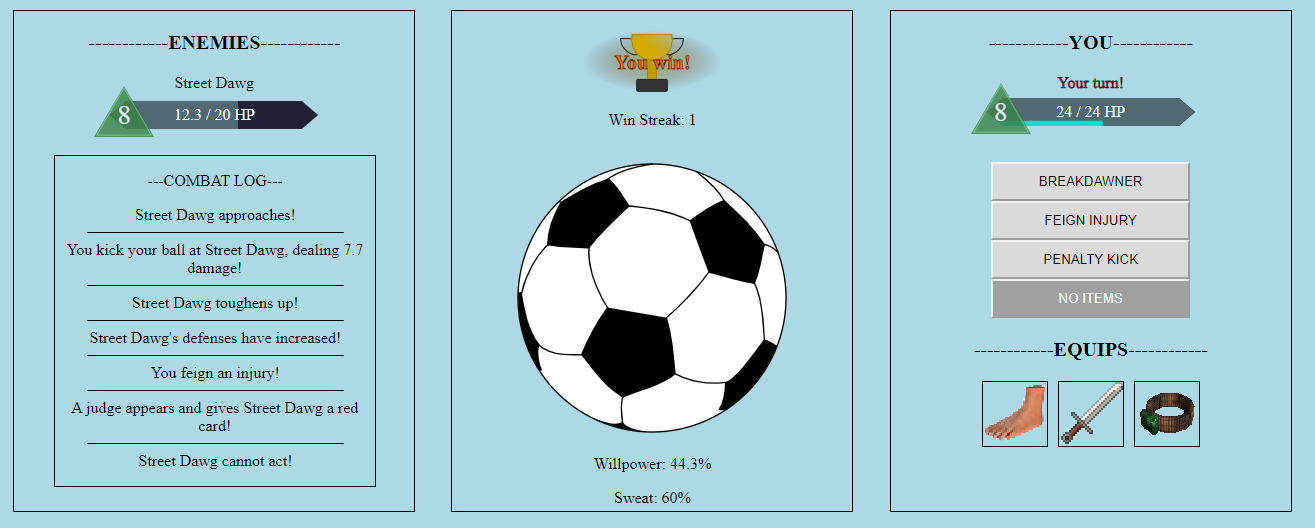 ------------ENEMIES------------
Street Dawg
8
12.3 / 20 HP
---COMBAT LOG---
Street Dawg approaches!
You kick your ball at Street Dawg, dealing 7.7
damage!
Street Dawg toughens up!
Street Dawg's defenses have increased!
You feign an injury!
A judge appears and gives Street Dawg a red
card!
Street Dawg cannot act!
You win!
Win Streak: 1
Willpower: 44.3%
Sweat: 60%
------------YOU------------
Your turn!
8
24 / 24 HP
BREAKDAWNER
FEIGN INJURY
PENALTY KICK
NO ITEMS
------------EQUIPS------------